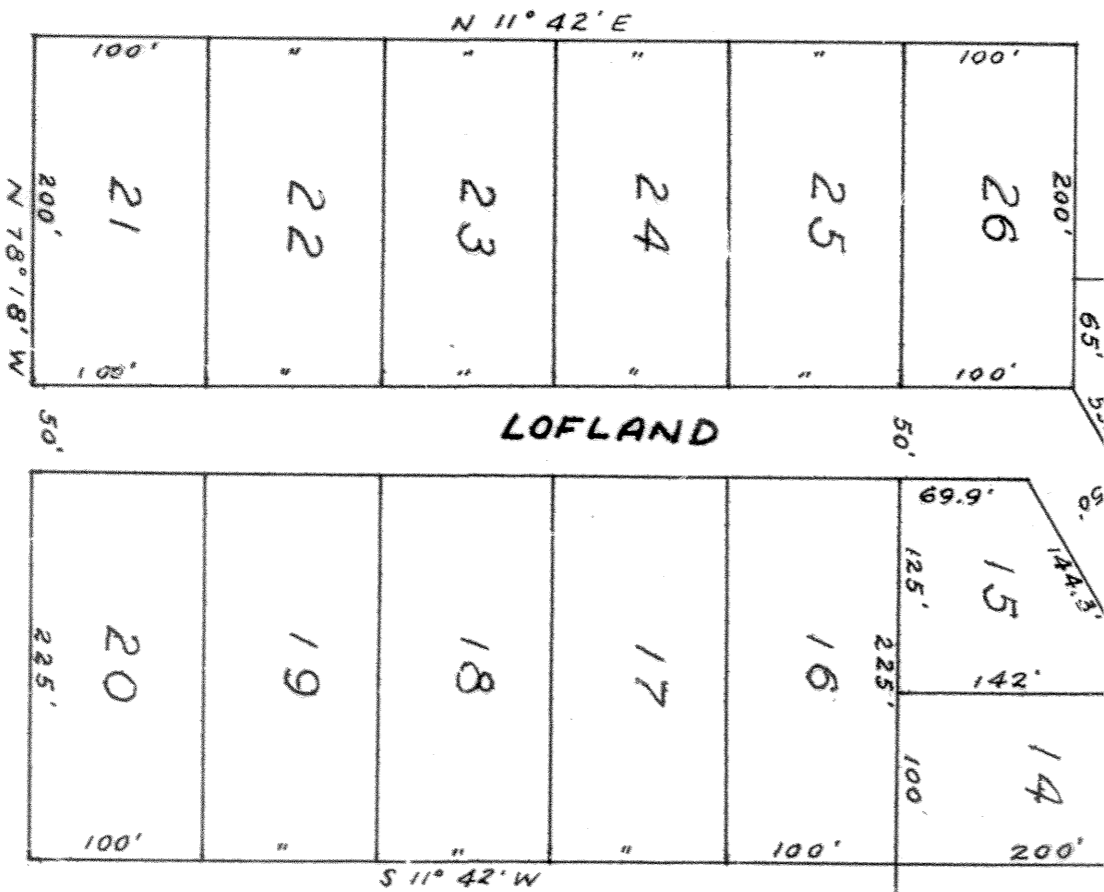 N 11° 42' E
100' " " " " 100'
21 22 23 24 25 26
200'
N 78° 18' W
200'
65'
100' " " " " 100'
50' LOFLAND 50'
50'
69.9'
144.3'
125'
15
20 19 18 17 16
225'
225'
142'
14
100
100' " " " 100' 200'
S 11° 42' W